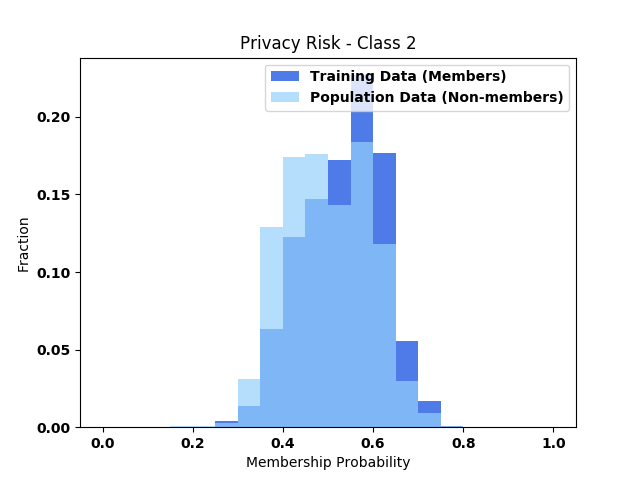 Privacy Risk - Class 2
Training Data (Members)
Population Data (Non-members)
Fraction
0.20
0.15
0.10
0.05
0.00
0.0 0.2 0.4 0.6 0.8 1.0
Membership Probability